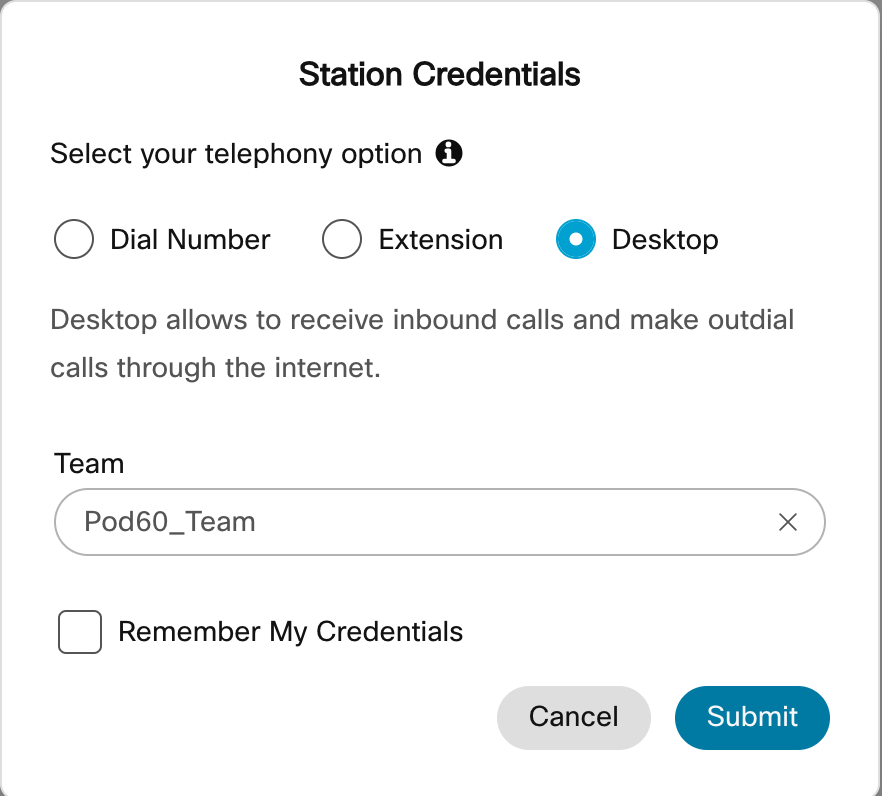 Station Credentials
Select your telephony option
Dial Number Extension Desktop
Desktop allows to receive inbound calls and make outdial
calls through the internet.
Team
Pod60_Team
Remember My Credentials
Cancel Submit